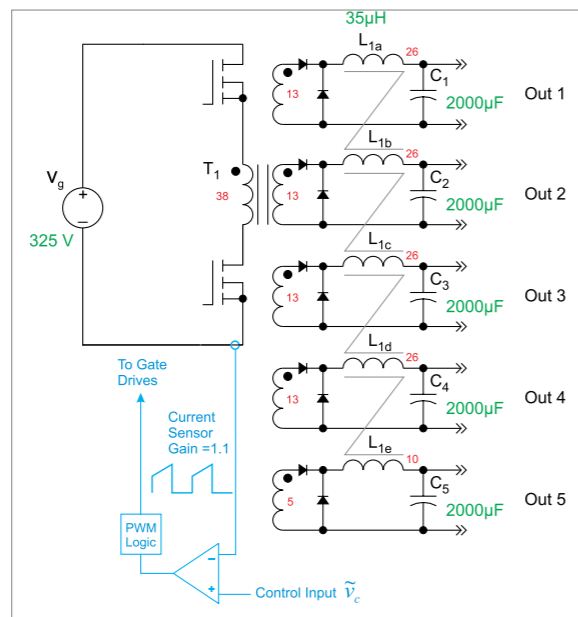 35µH
L1a
26
13
C1
2000µF
Out 1
L1b
26
Vg
T1
38
13
C2
2000µF
Out 2
325 V
L1c
26
13
C3
2000µF
Out 3
L1d
26
To Gate
Drives
13
C4
2000µF
Out 4
Current
Sensor
Gain =1.1
L1e
10
5
C5
2000µF
Out 5
PWM
Logic
Control Input ṽc